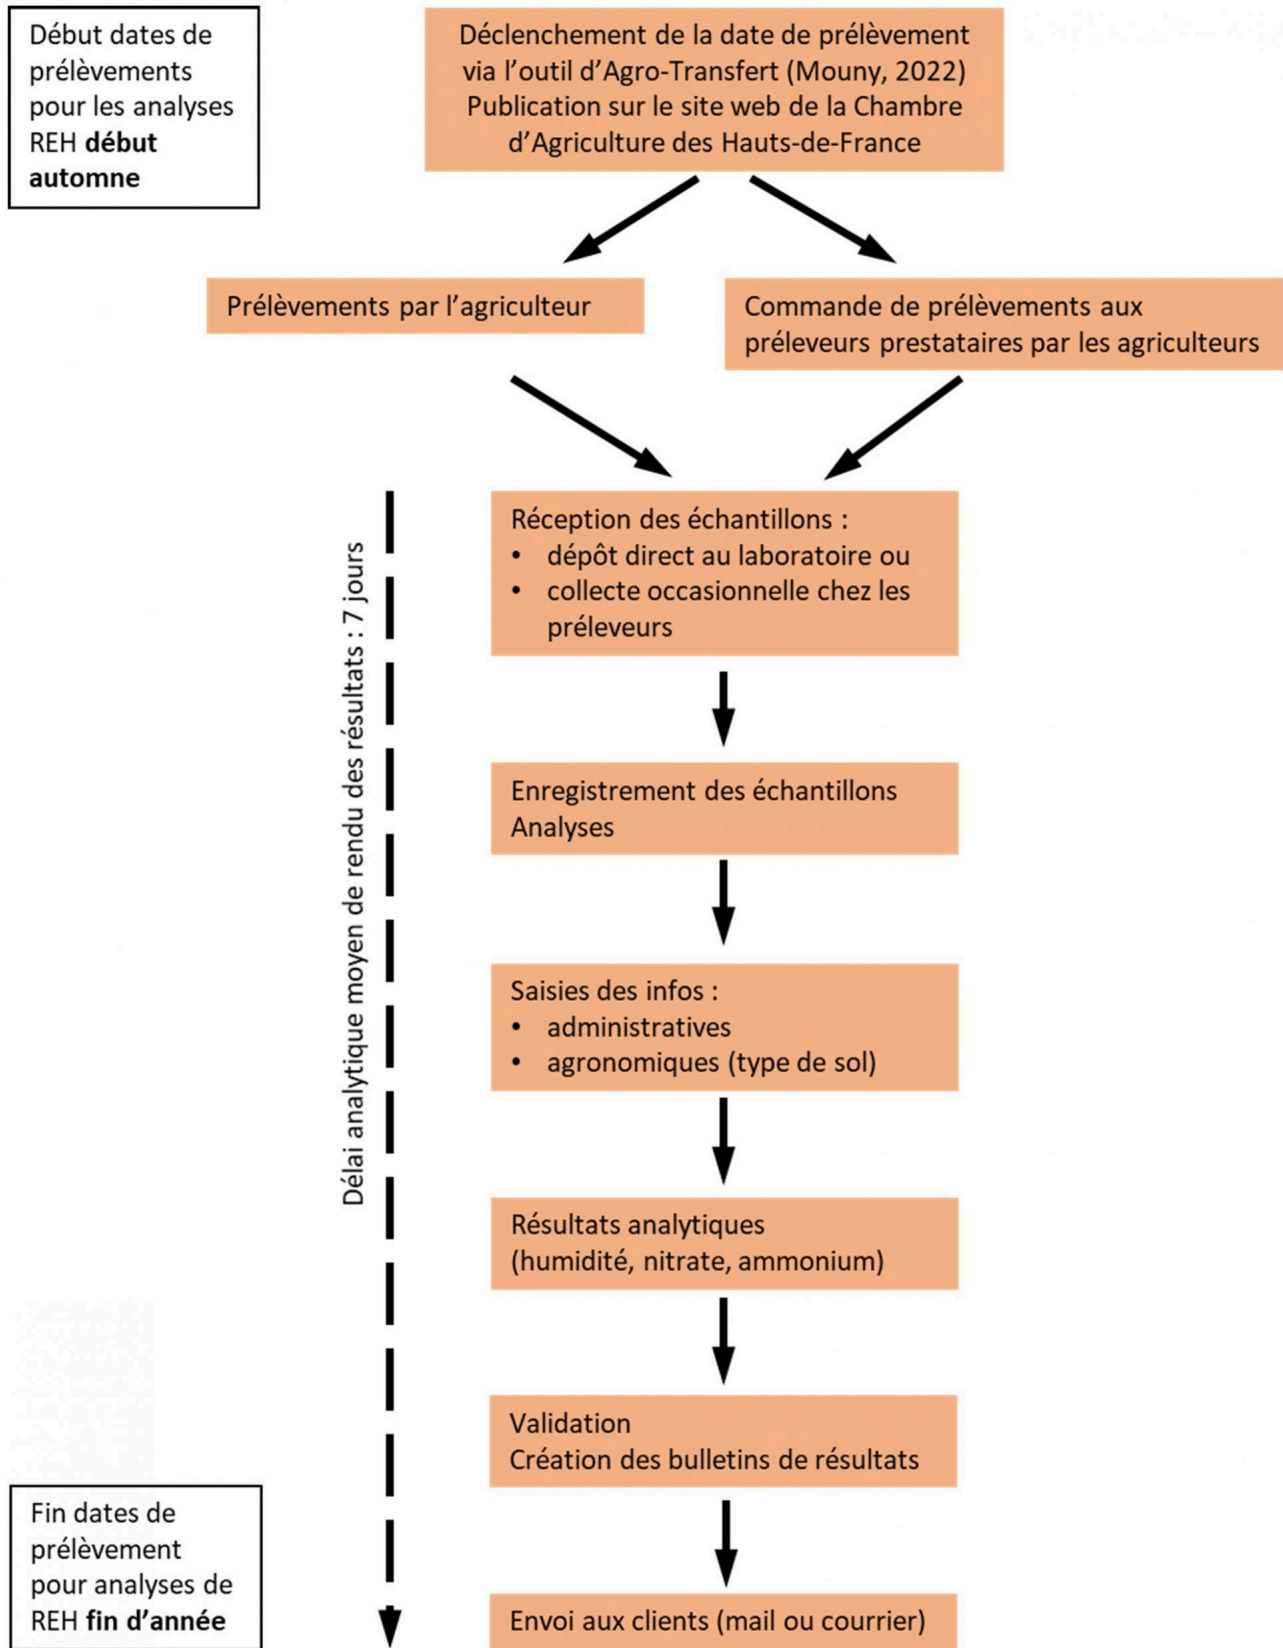 Début dates de
prélèvements
pour les analyses
REH début
automne
Déclenchement de la date de prélèvement
via l’outil d’Agro-Transfert (Mouny, 2022)
Publication sur le site web de la Chambre
d’Agriculture des Hauts-de-France
Prélèvements par l’agriculteur
Commande de prélèvements aux
préleveurs prestataires par les agriculteurs
Délai analytique moyen de rendu des résultats : 7 jours
Réception des échantillons :
• dépôt direct au laboratoire ou
• collecte occasionnelle chez les
préleveurs
Enregistrement des échantillons
Analyses
Saisies des infos :
• administratives
• agronomiques (type de sol)
Résultats analytiques
(humidité, nitrate, ammonium)
Validation
Création des bulletins de résultats
Fin dates de
prélèvement
pour analyses de
REH fin d’année
Envoi aux clients (mail ou courrier)